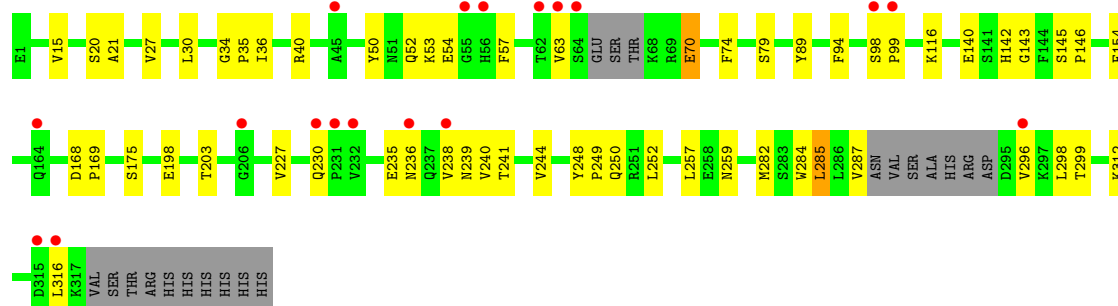 E1 V15 S20 A21 V27 L30 G34 P35 I36 R40 A45 Y50 N51 Q52 K53 E54 G55 H56 F57 T62 V63 S64 GLU SER THR K68 R69 E70 F74 S79 Y89 F94 S98 P99 K116 E140 S141 H142 G143 F144 S145 P146
Q164 D168 P169 S175 E198 T203 G206 V227 Q230 P231 V232 E235 N236 Q237 V238 N239 V240 T241 V244 Y248 P249 Q250 R251 L252 L257 E258 N259 M282 S283 W284 L285 L286 V287 ASN VAL SER ALA HIS ARG ASP D295 V296 K297 L298 T299
D315 L316 K317 VAL SER THR ARG HIS HIS HIS HIS HIS HIS